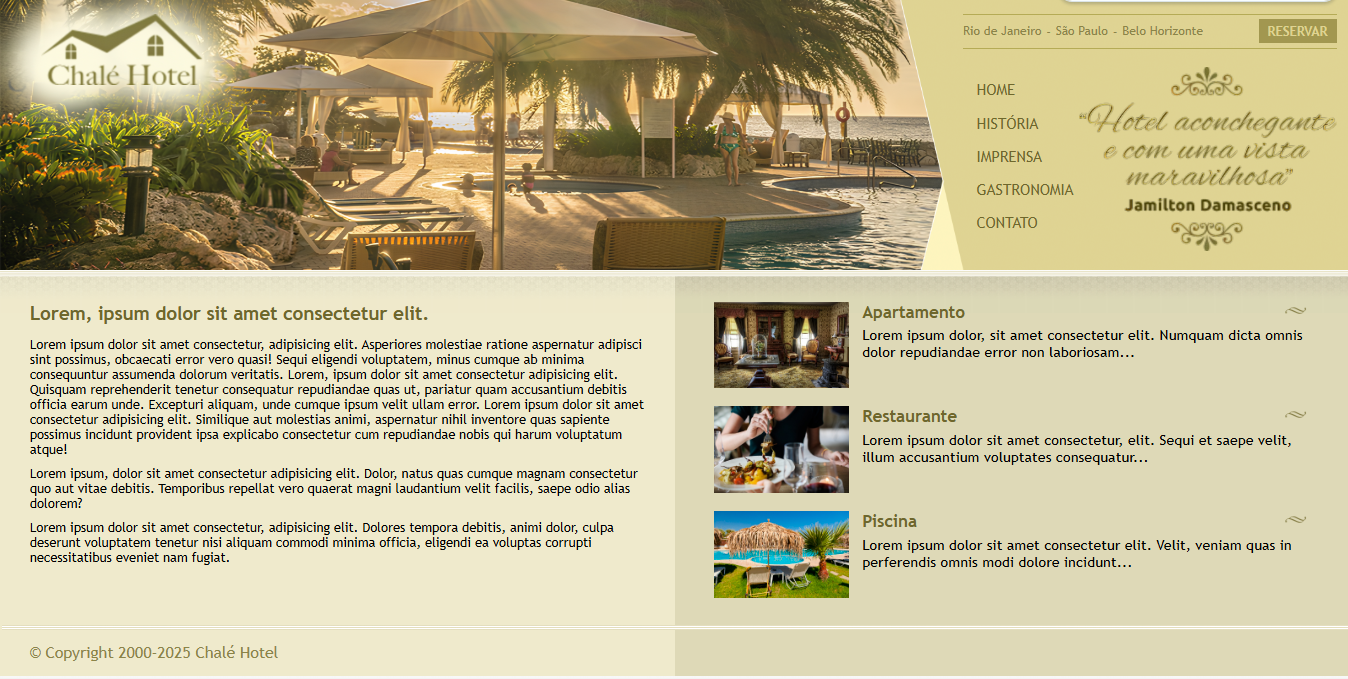 Chalé Hotel
Rio de Janeiro - São Paulo - Belo Horizonte
RESERVAR
HOME
HISTÓRIA
IMPRENSA
GASTRONOMIA
CONTATO
“Hotel aconchegante
e com uma vista
maravilhosa”
Jamilton Damasceno
Lorem, ipsum dolor sit amet consectetur elit.
Lorem ipsum dolor sit amet consectetur, adipisicing elit. Asperiores molestiae ratione aspernatur adipisci
sint possimus, obcaecati error vero quasi! Sequi eligendi voluptatem, minus cumque ab minima
consequuntur assumenda dolorum veritatis. Lorem, ipsum dolor sit amet consectetur adipisicing elit.
Quisquam reprehenderit tenetur consequatur repudiandae quas ut, pariatur quam accusantium debitis
officia earum unde. Excepturi aliquam, unde cumque ipsum velit ullam error. Lorem ipsum dolor sit amet
consectetur adipisicing elit. Similique aut molestias animi, aspernatur nihil inventore quas sapiente
possimus incidunt provident ipsa explicabo consectetur cum repudiandae nobis qui harum voluptatum
atque!
Lorem ipsum, dolor sit amet consectetur adipisicing elit. Dolor, natus quas cumque magnam consectetur
quo aut vitae debitis. Temporibus repellat vero quaerat magni laudantium velit facilis, saepe odio alias
dolorem?
Lorem ipsum dolor sit amet consectetur, adipisicing elit. Dolores tempora debitis, animi dolor, culpa
deserunt voluptatem tenetur nisi aliquam commodi minima officia, eligendi ea voluptas corrupti
necessitatibus eveniet nam fugiat.
Apartamento
Lorem ipsum dolor, sit amet consectetur elit. Numquam dicta omnis
dolor repudiandae error non laboriosam...
Restaurante
Lorem ipsum dolor sit amet consectetur, elit. Sequi et saepe velit,
illum accusantium voluptates consequatur...
Piscina
Lorem ipsum dolor sit amet consectetur elit. Velit, veniam quas in
perferendis omnis modi dolore incidunt...
© Copyright 2000-2025 Chalé Hotel